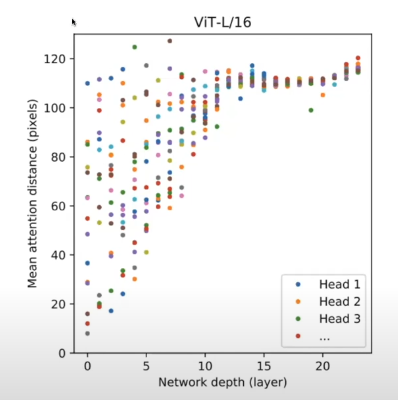 ViT-L/16
Mean attention distance (pixels)
120
100
80
60
40
20
0
0 5 10 15 20
Network depth (layer)
Head 1
Head 2
Head 3
...